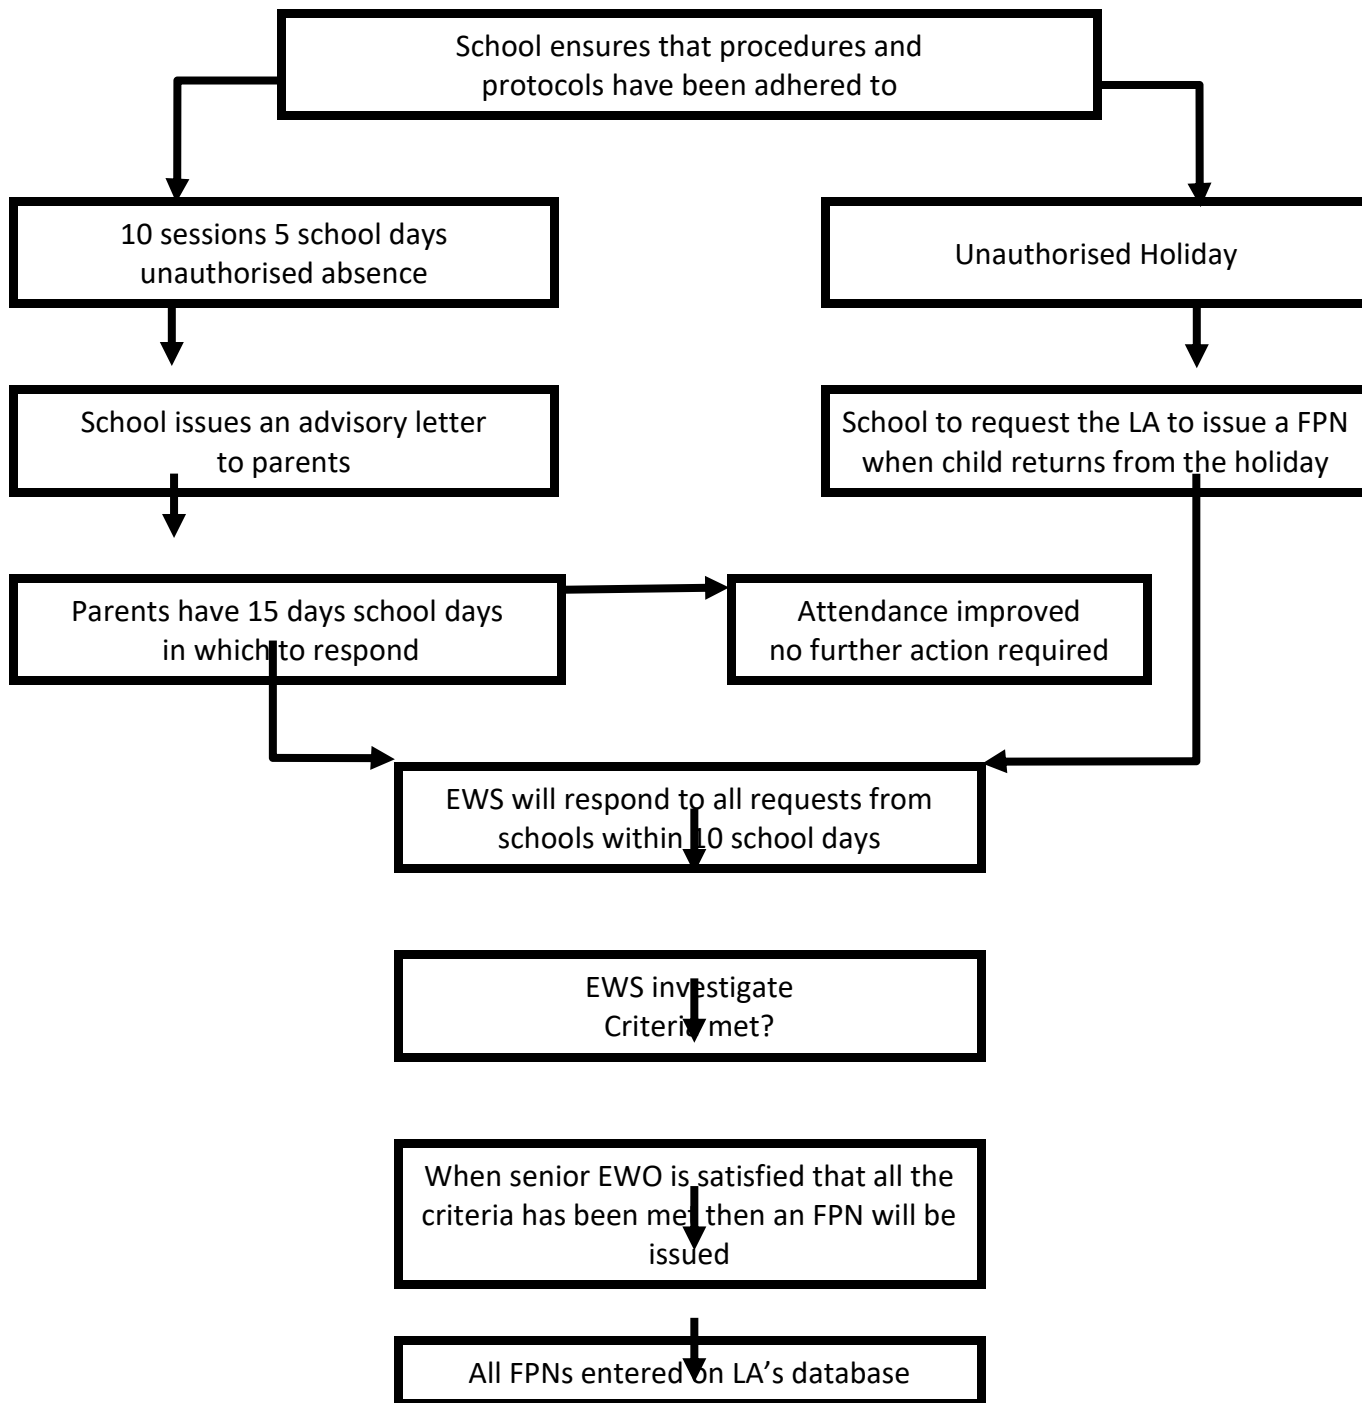 School ensures that procedures and
protocols have been adhered to
10 sessions 5 school days
unauthorised absence
Unauthorised Holiday
School issues an advisory letter
to parents
School to request the LA to issue a FPN
when child returns from the holiday
Parents have 15 days school days
in which to respond
Attendance improved
no further action required
EWS will respond to all requests from
schools within 10 school days
EWS investigate
Criteria met?
When senior EWO is satisfied that all the
criteria has been met then an FPN will be
issued
All FPNs entered on LA’s database